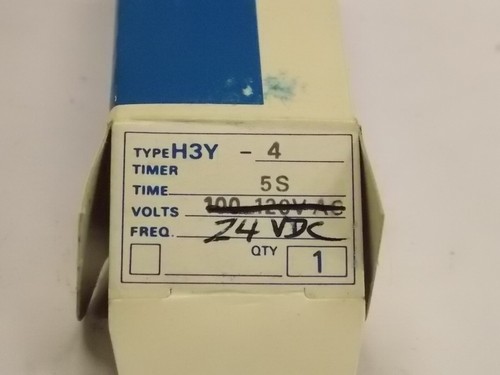 TYPE H3Y - 4
TIMER
TIME 5S
VOLTS 100-120V AC
FREQ. 24 VDC
QTY 1